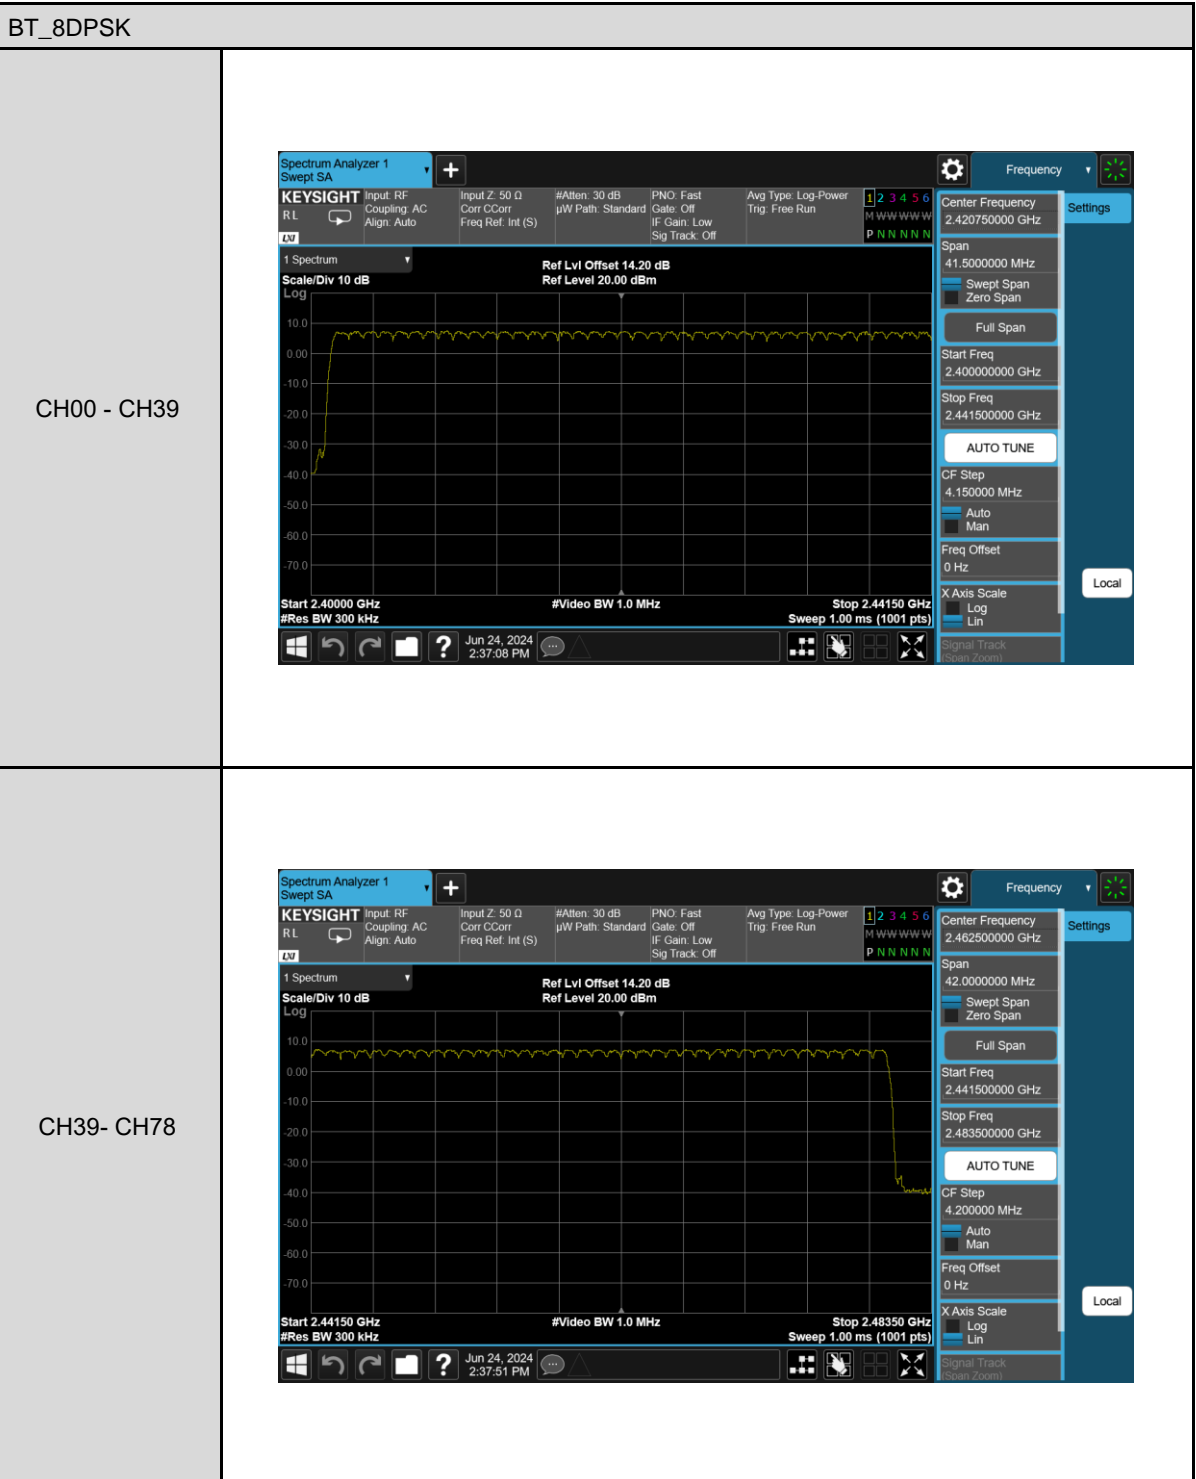 BT_8DPSK
CH00 - CH39
Spectrum Analyzer 1
Swept SA
Frequency
KEYSIGHT
RL
LXI
Input: RF
Coupling: AC
Align: Auto
Input Z: 50 Ω
Corr CCorr
Freq Ref: Int (S)
#Atten: 30 dB
µW Path: Standard
PNO: Fast
Gate: Off
IF Gain: Low
Sig Track: Off
Avg Type: Log-Power
Trig: Free Run
1 2 3 4 5 6
M W W W W W
P N N N N N
Center Frequency
2.420750000 GHz
Settings
Span
41.5000000 MHz
Swept Span
Zero Span
Full Span
Start Freq
2.400000000 GHz
Stop Freq
2.441500000 GHz
AUTO TUNE
CF Step
4.150000 MHz
Auto
Man
Freq Offset
0 Hz
X Axis Scale
Log
Lin
Signal Track
(Span Zoom)
Local
1 Spectrum
Scale/Div 10 dB
Ref Lvl Offset 14.20 dB
Ref Level 20.00 dBm
Log
10.0
0.00
-10.0
-20.0
-30.0
-40.0
-50.0
-60.0
-70.0
Start 2.40000 GHz
#Video BW 1.0 MHz
Stop 2.44150 GHz
#Res BW 300 kHz
Sweep 1.00 ms (1001 pts)
Jun 24, 2024
2:37:08 PM
CH39- CH78
Spectrum Analyzer 1
Swept SA
Frequency
KEYSIGHT
RL
LXI
Input: RF
Coupling: AC
Align: Auto
Input Z: 50 Ω
Corr CCorr
Freq Ref: Int (S)
#Atten: 30 dB
µW Path: Standard
PNO: Fast
Gate: Off
IF Gain: Low
Sig Track: Off
Avg Type: Log-Power
Trig: Free Run
1 2 3 4 5 6
M W W W W W
P N N N N N
Center Frequency
2.462500000 GHz
Settings
Span
42.0000000 MHz
Swept Span
Zero Span
Full Span
Start Freq
2.441500000 GHz
Stop Freq
2.483500000 GHz
AUTO TUNE
CF Step
4.200000 MHz
Auto
Man
Freq Offset
0 Hz
X Axis Scale
Log
Lin
Signal Track
(Span Zoom)
Local
1 Spectrum
Scale/Div 10 dB
Ref Lvl Offset 14.20 dB
Ref Level 20.00 dBm
Log
10.0
0.00
-10.0
-20.0
-30.0
-40.0
-50.0
-60.0
-70.0
Start 2.44150 GHz
#Video BW 1.0 MHz
Stop 2.48350 GHz
#Res BW 300 kHz
Sweep 1.00 ms (1001 pts)
Jun 24, 2024
2:37:51 PM